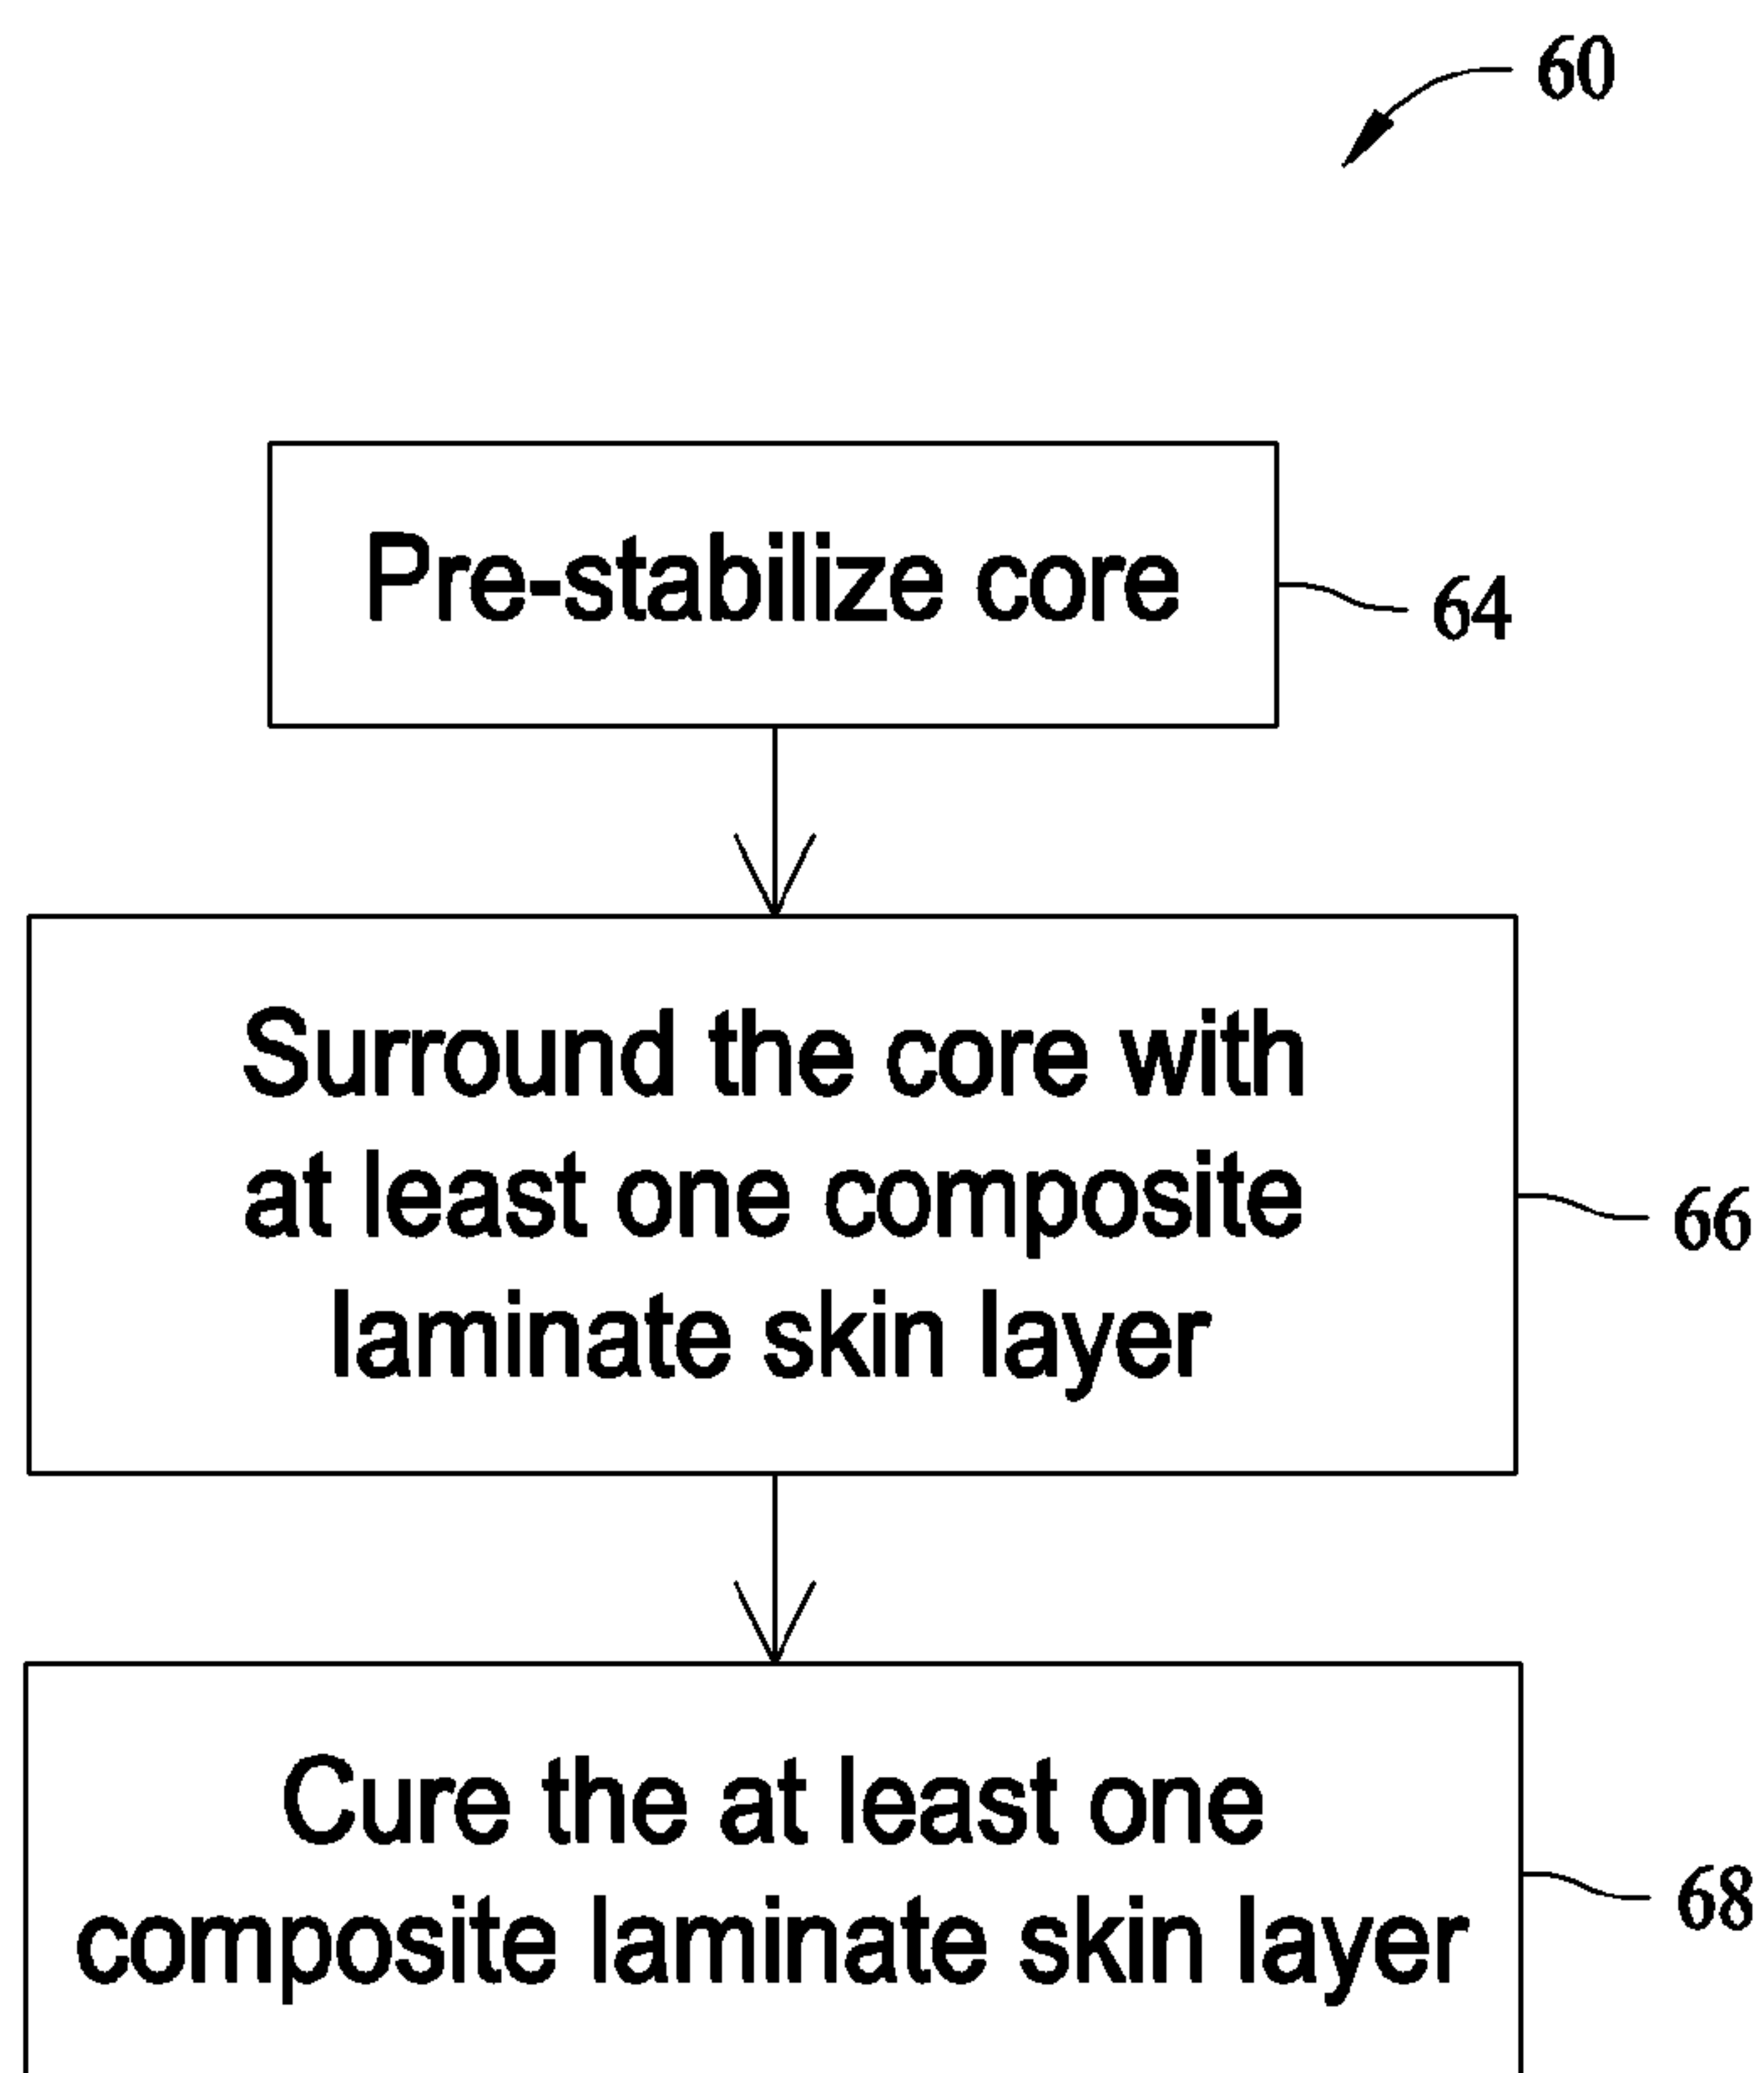 60
Pre-stabilize core
64
Surround the core with
at least one composite
laminate skin layer
66
Cure the at least one
composite laminate skin layer
68